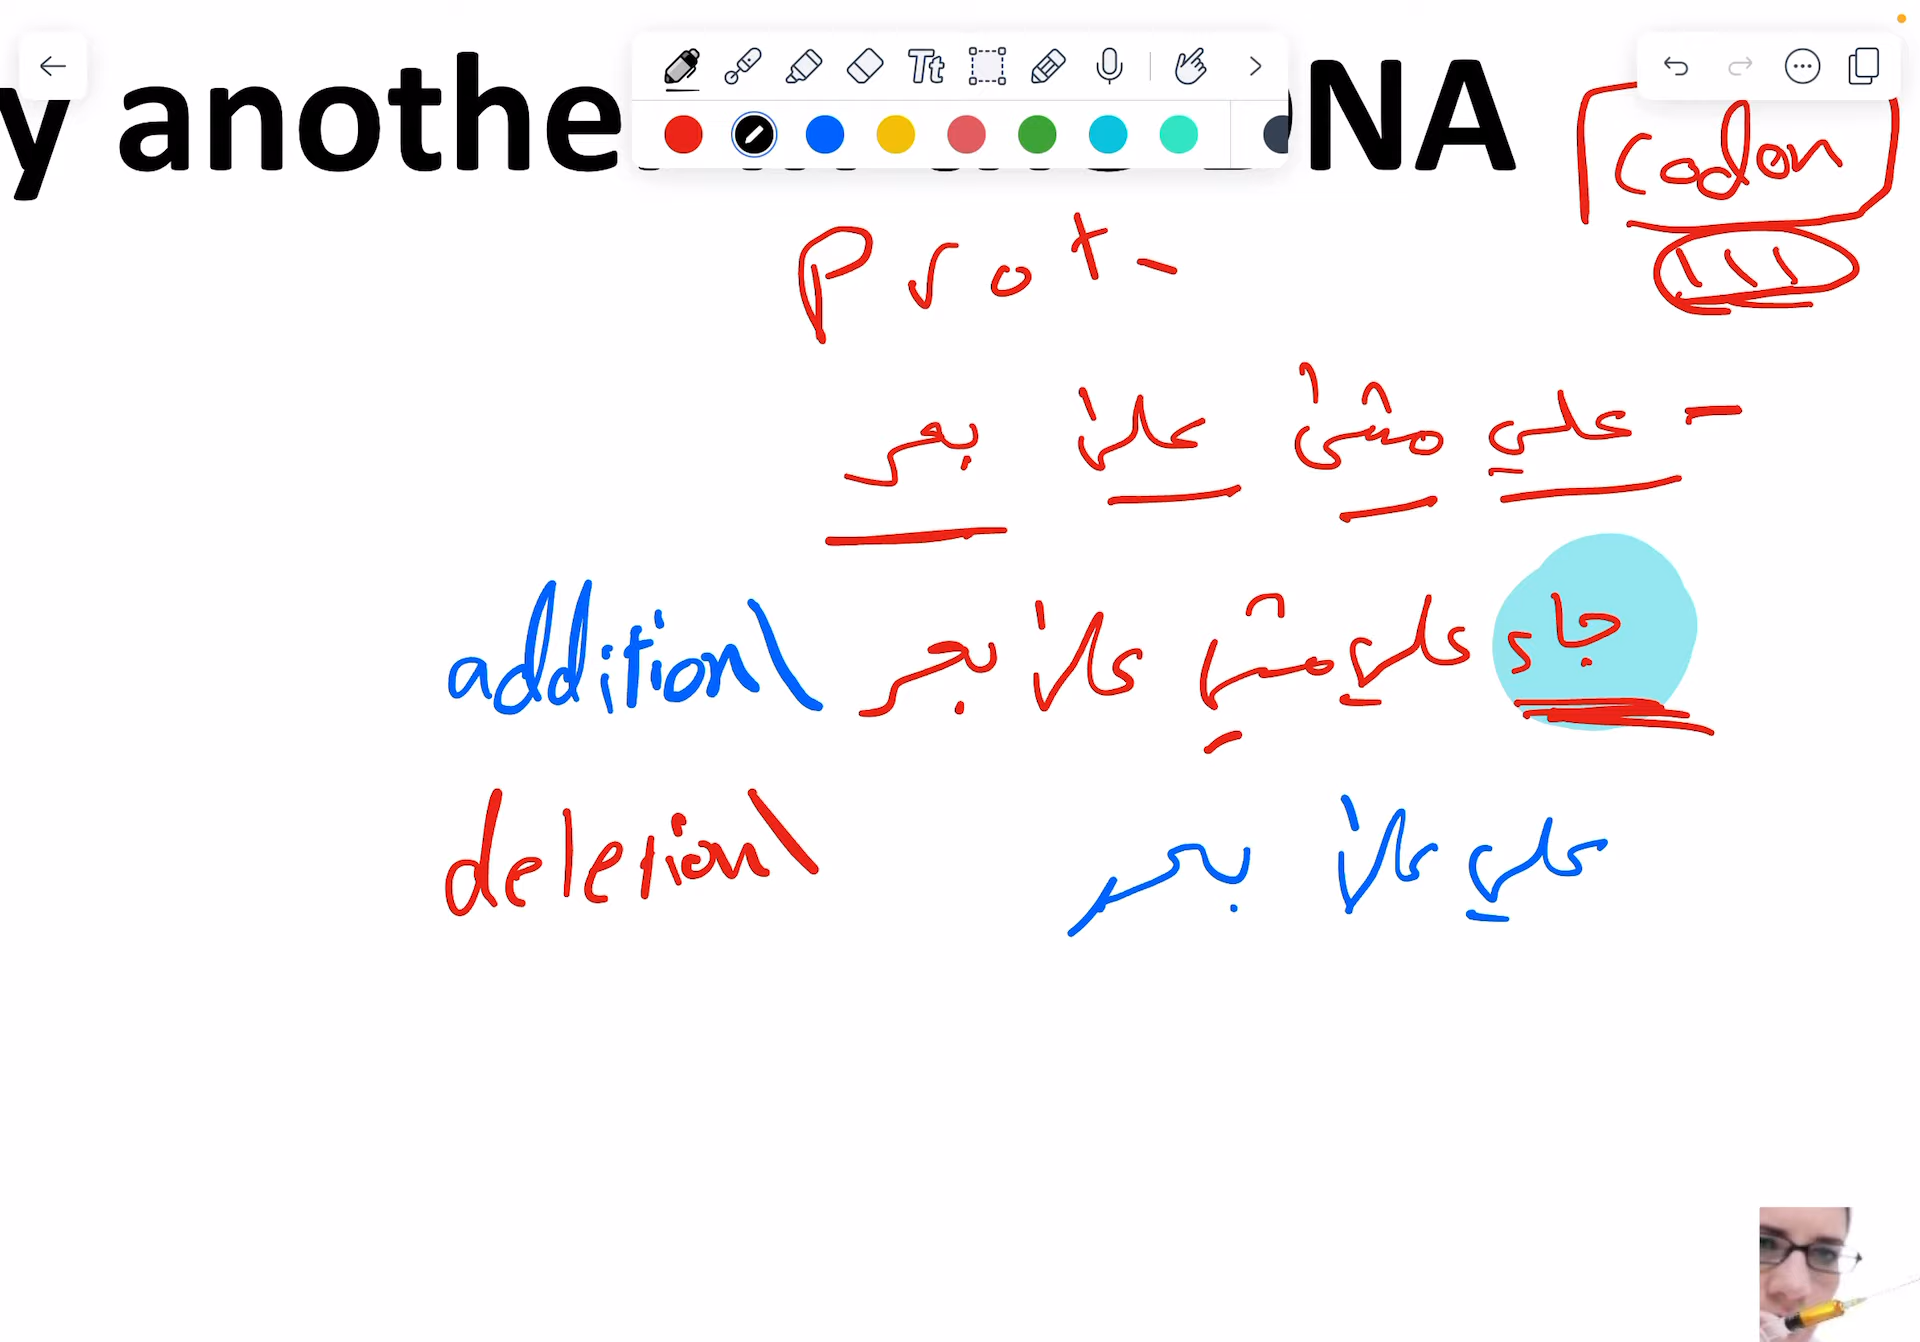 y anothe NA
codon
Prot-
- علي مشى على بحر
جاء علي مشى على بحر addition
علي على بحر deletion